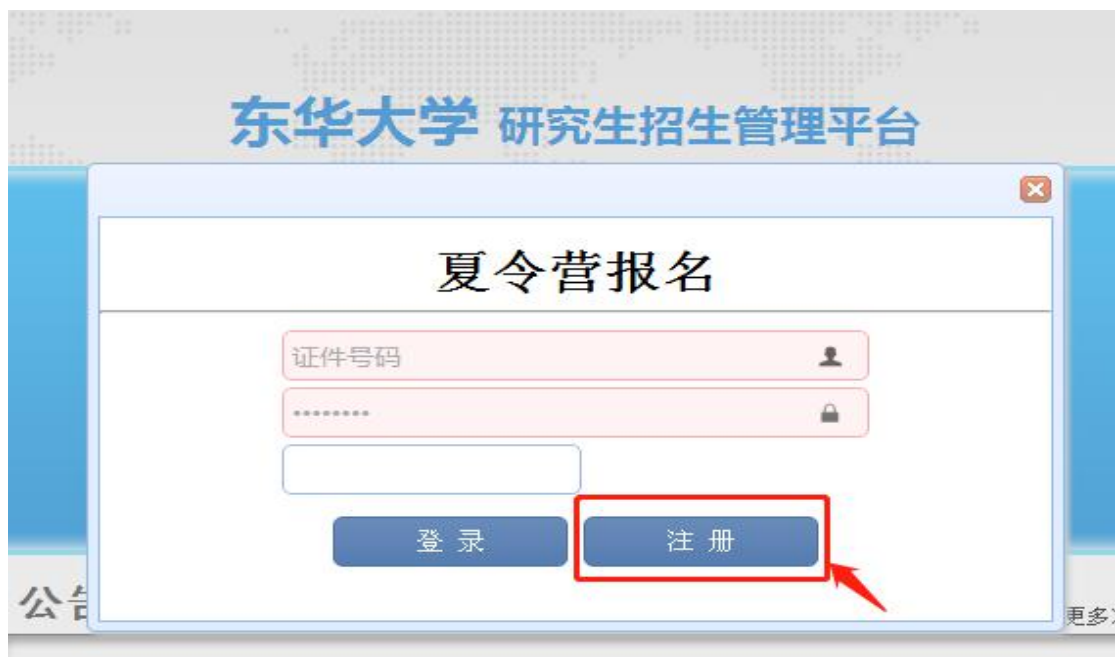 东华大学 研究生招生管理平台
夏令营报名
证件号码
••••••••
登 录
注 册
公告
更多